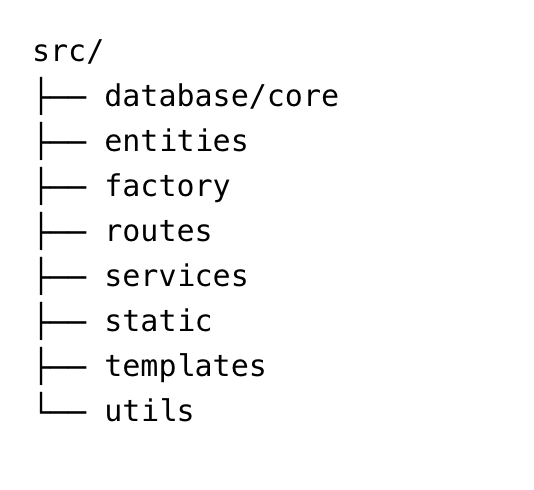 src/
├── database/core
├── entities
├── factory
├── routes
├── services
├── static
├── templates
└── utils